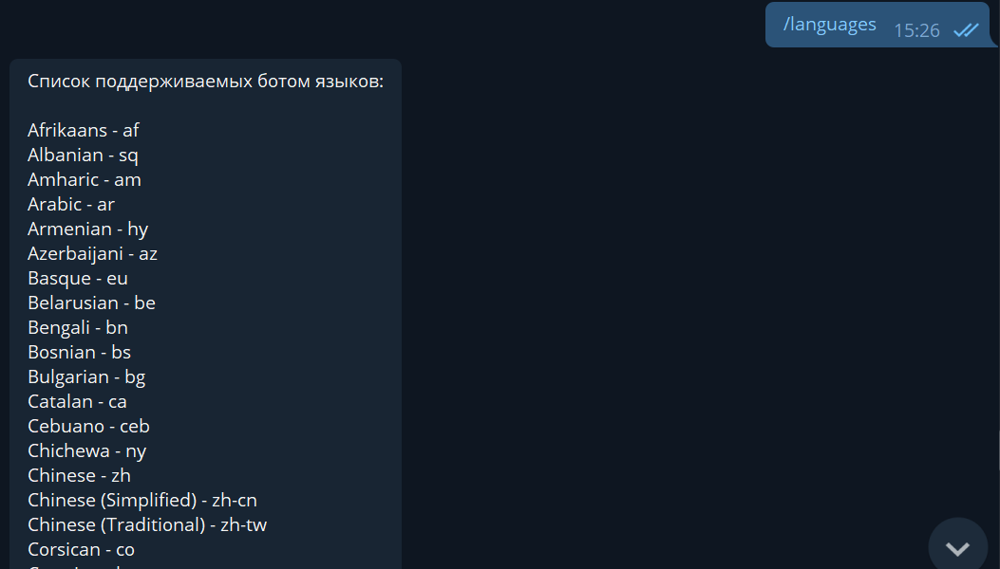 /languages 15:26
Список поддерживаемых ботом языков:
Afrikaans - af
Albanian - sq
Amharic - am
Arabic - ar
Armenian - hy
Azerbaijani - az
Basque - eu
Belarusian - be
Bengali - bn
Bosnian - bs
Bulgarian - bg
Catalan - ca
Cebuano - ceb
Chichewa - ny
Chinese - zh
Chinese (Simplified) - zh-cn
Chinese (Traditional) - zh-tw
Corsican - co